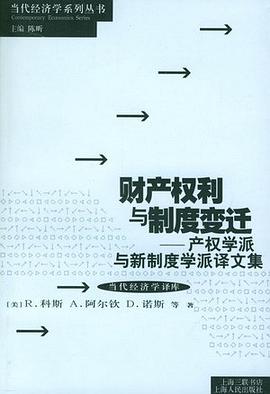 当代经济学系列丛书
Contemporary Economics Series
主编 陈昕
财产权利
与制度变迁
——产权学派
与新制度学派译文集
当代经济学译库
〔美〕R.科斯 A.阿尔钦 D.诺斯 等 著
上海三联书店
上海人民出版社